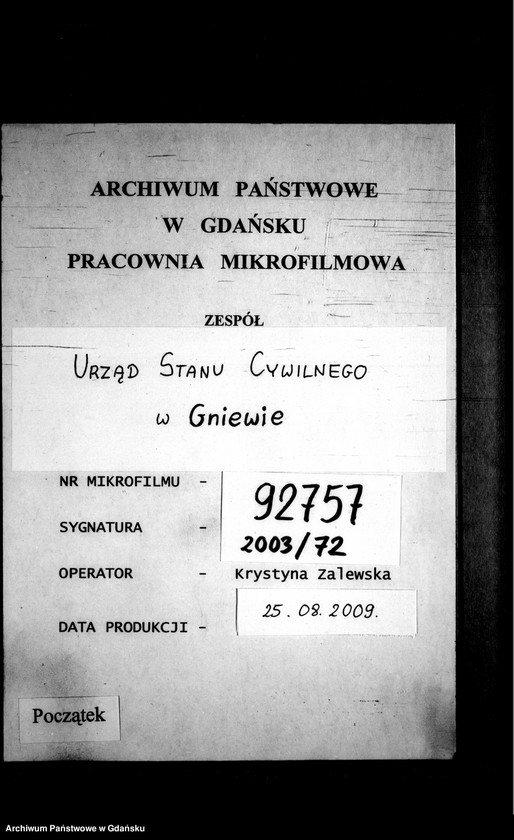 ARCHIWUM PAŃSTWOWE
W GDAŃSKU
PRACOWNIA MIKROFILMOWA
ZESPÓŁ
URZĄD STANU CYWILNEGO
w Gniewie
NR MIKROFILMU - 92757
SYGNATURA - 2003/72
OPERATOR - Krystyna Zalewska
DATA PRODUKCJI - 25.08.2009.
Początek
Archiwum Państwowe w Gdańsku